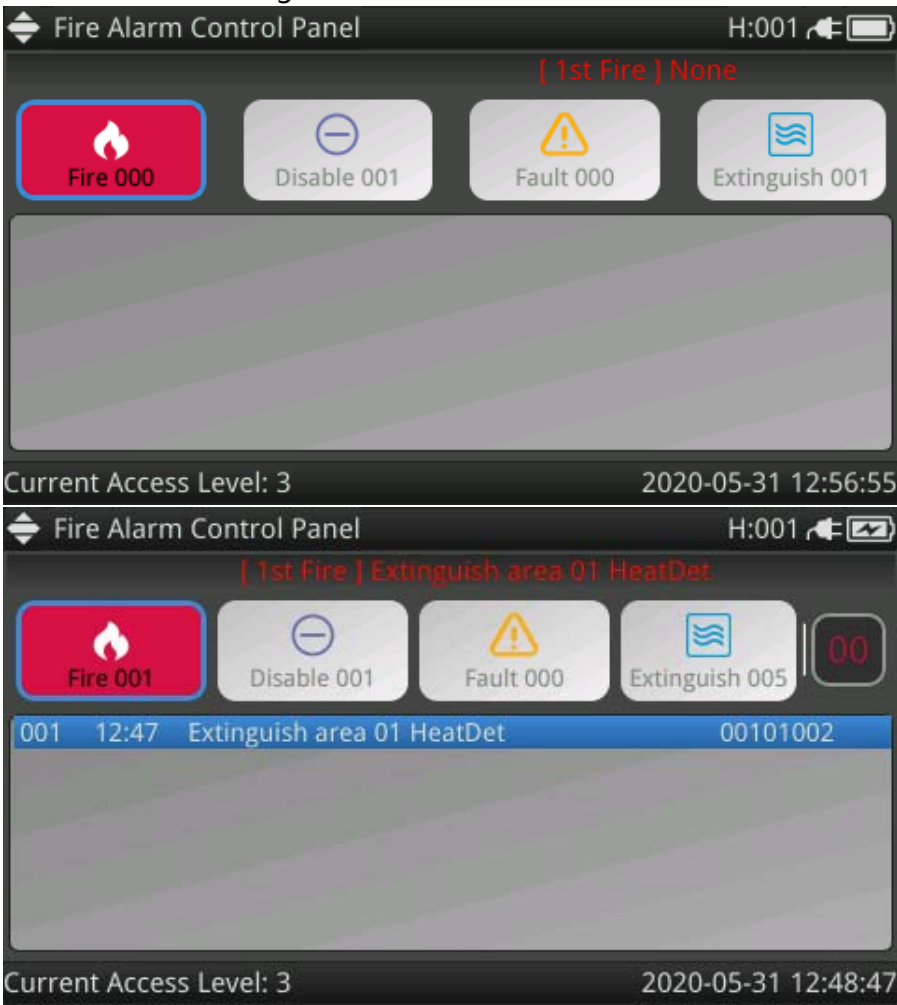 Fire Alarm Control Panel H:001
[ 1st Fire ] None
Fire 000 Disable 001 Fault 000 Extinguish 001
Current Access Level: 3 2020-05-31 12:56:55
Fire Alarm Control Panel H:001
[ 1st Fire ] Extinguish area 01 HeatDet
Fire 001 Disable 001 Fault 000 Extinguish 005 00
001 12:47 Extinguish area 01 HeatDet 00101002
Current Access Level: 3 2020-05-31 12:48:47